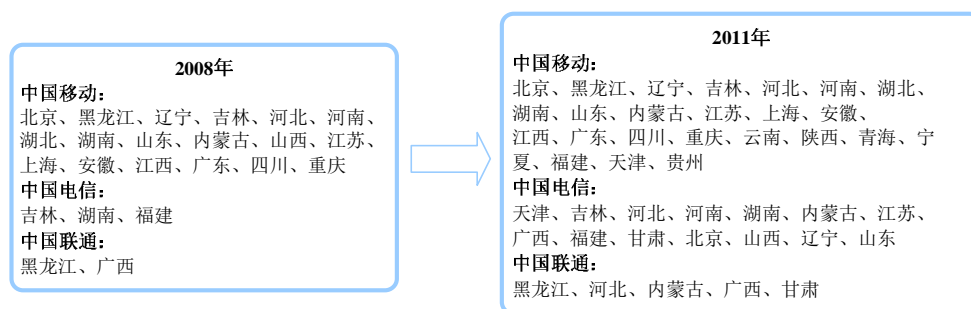 2008年
中国移动：
北京、黑龙江、辽宁、吉林、河北、河南、
湖北、湖南、山东、内蒙古、山西、江苏、
上海、安徽、江西、广东、四川、重庆
中国电信：
吉林、湖南、福建
中国联通：
黑龙江、广西
2011年
中国移动：
北京、黑龙江、辽宁、吉林、河北、河南、湖北、
湖南、山东、内蒙古、江苏、上海、安徽、
江西、广东、四川、重庆、云南、陕西、青海、宁
夏、福建、天津、贵州
中国电信：
天津、吉林、河北、河南、湖南、内蒙古、江苏、
广西、福建、甘肃、北京、山西、辽宁、山东
中国联通：
黑龙江、河北、内蒙古、广西、甘肃